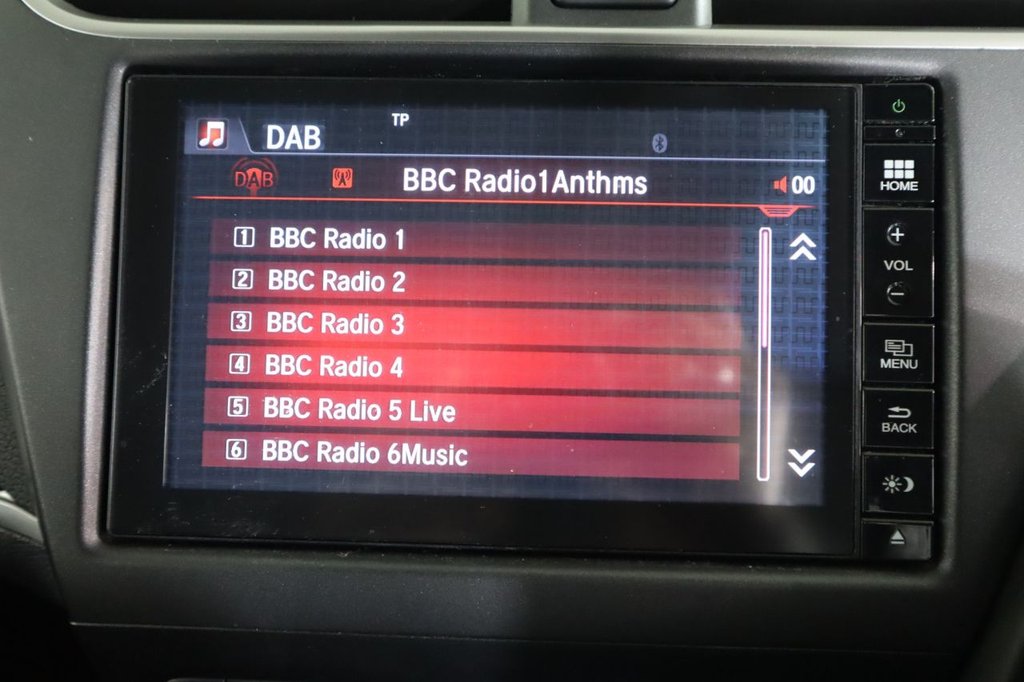 DAB TP
DAB BBC Radio1Anthms 00
1 BBC Radio 1
2 BBC Radio 2
3 BBC Radio 3
4 BBC Radio 4
5 BBC Radio 5 Live
6 BBC Radio 6Music
HOME
+
VOL
-
MENU
BACK